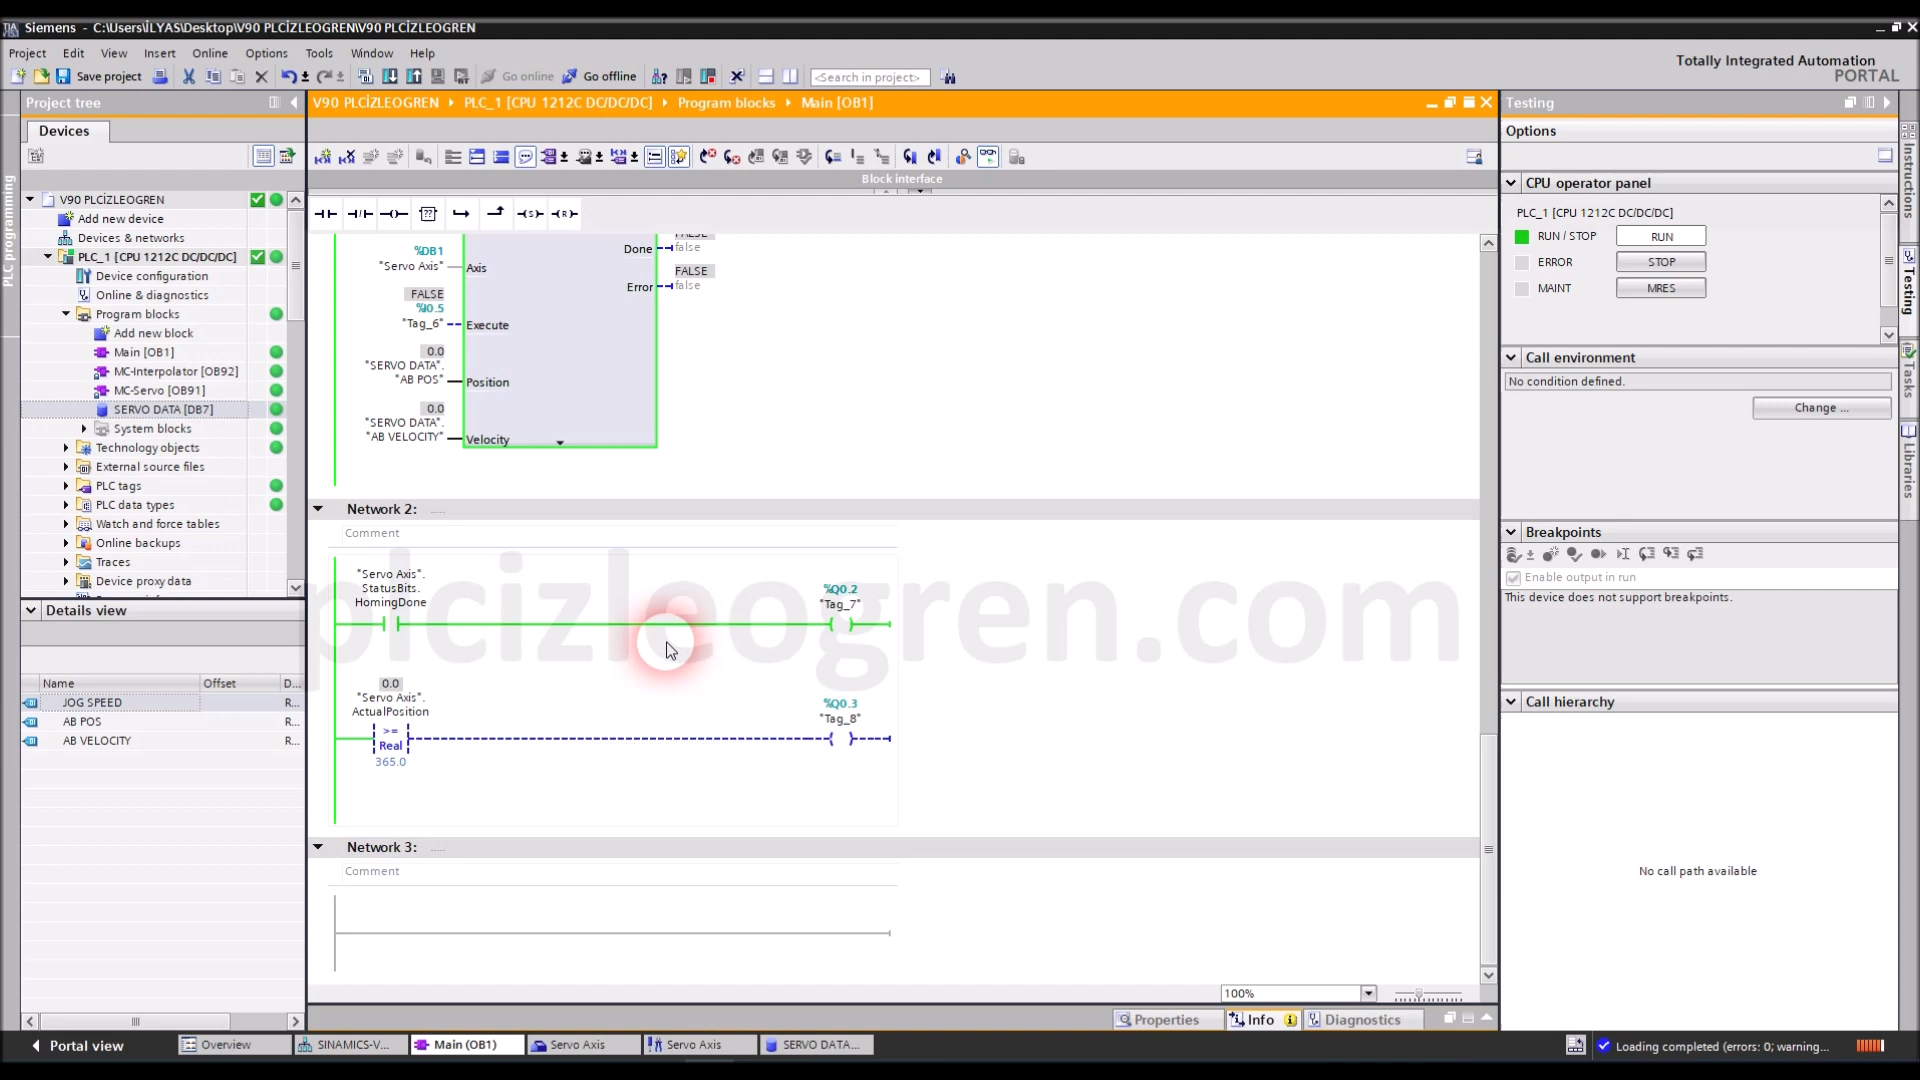 Siemens - C:\Users\İLYAS\Desktop\V90 PLCİZLEOGREN\V90 PLCİZLEOGREN
Project Edit View Insert Online Options Tools Window Help
Totally Integrated Automation
PORTAL
Save project Go online Go offline <Search in project>
Project tree
Devices
PLC programming
V90 PLCİZLEOGREN
Add new device
Devices & networks
PLC_1 [CPU 1212C DC/DC/DC]
Device configuration
Online & diagnostics
Program blocks
Add new block
Main [OB1]
MC-Interpolator [OB92]
MC-Servo [OB91]
SERVO DATA [DB7]
System blocks
Technology objects
External source files
PLC tags
PLC data types
Watch and force tables
Online backups
Traces
Device proxy data
Details view
Name Offset D...
JOG SPEED R...
AB POS R...
AB VELOCITY R...
V90 PLCİZLEOGREN PLC_1 [CPU 1212C DC/DC/DC] Program blocks Main [OB1]
Block interface
%DB1
"Servo Axis" Axis
FALSE
%I0.5
"Tag_6" Execute
0.0
"SERVO DATA".
"AB POS" Position
0.0
"SERVO DATA".
"AB VELOCITY" Velocity
FALSE
Done false
FALSE
Error false
Network 2: .....
Comment
"Servo Axis".
StatusBits.
HomingDone
%Q0.2
"Tag_7"
0.0
"Servo Axis".
ActualPosition
>=
Real
365.0
%Q0.3
"Tag_8"
plcizleogren.com
Network 3: .....
Comment
100%
Properties Info Diagnostics
Testing
Options
CPU operator panel
PLC_1 [CPU 1212C DC/DC/DC]
RUN / STOP RUN
ERROR STOP
MAINT MRES
Call environment
No condition defined.
Change ...
Breakpoints
Enable output in run
This device does not support breakpoints.
Call hierarchy
No call path available
Instructions
Testing
Tasks
Libraries
Portal view Overview SINAMICS-V... Main (OB1) Servo Axis Servo Axis SERVO DATA... Loading completed (errors: 0; warning...